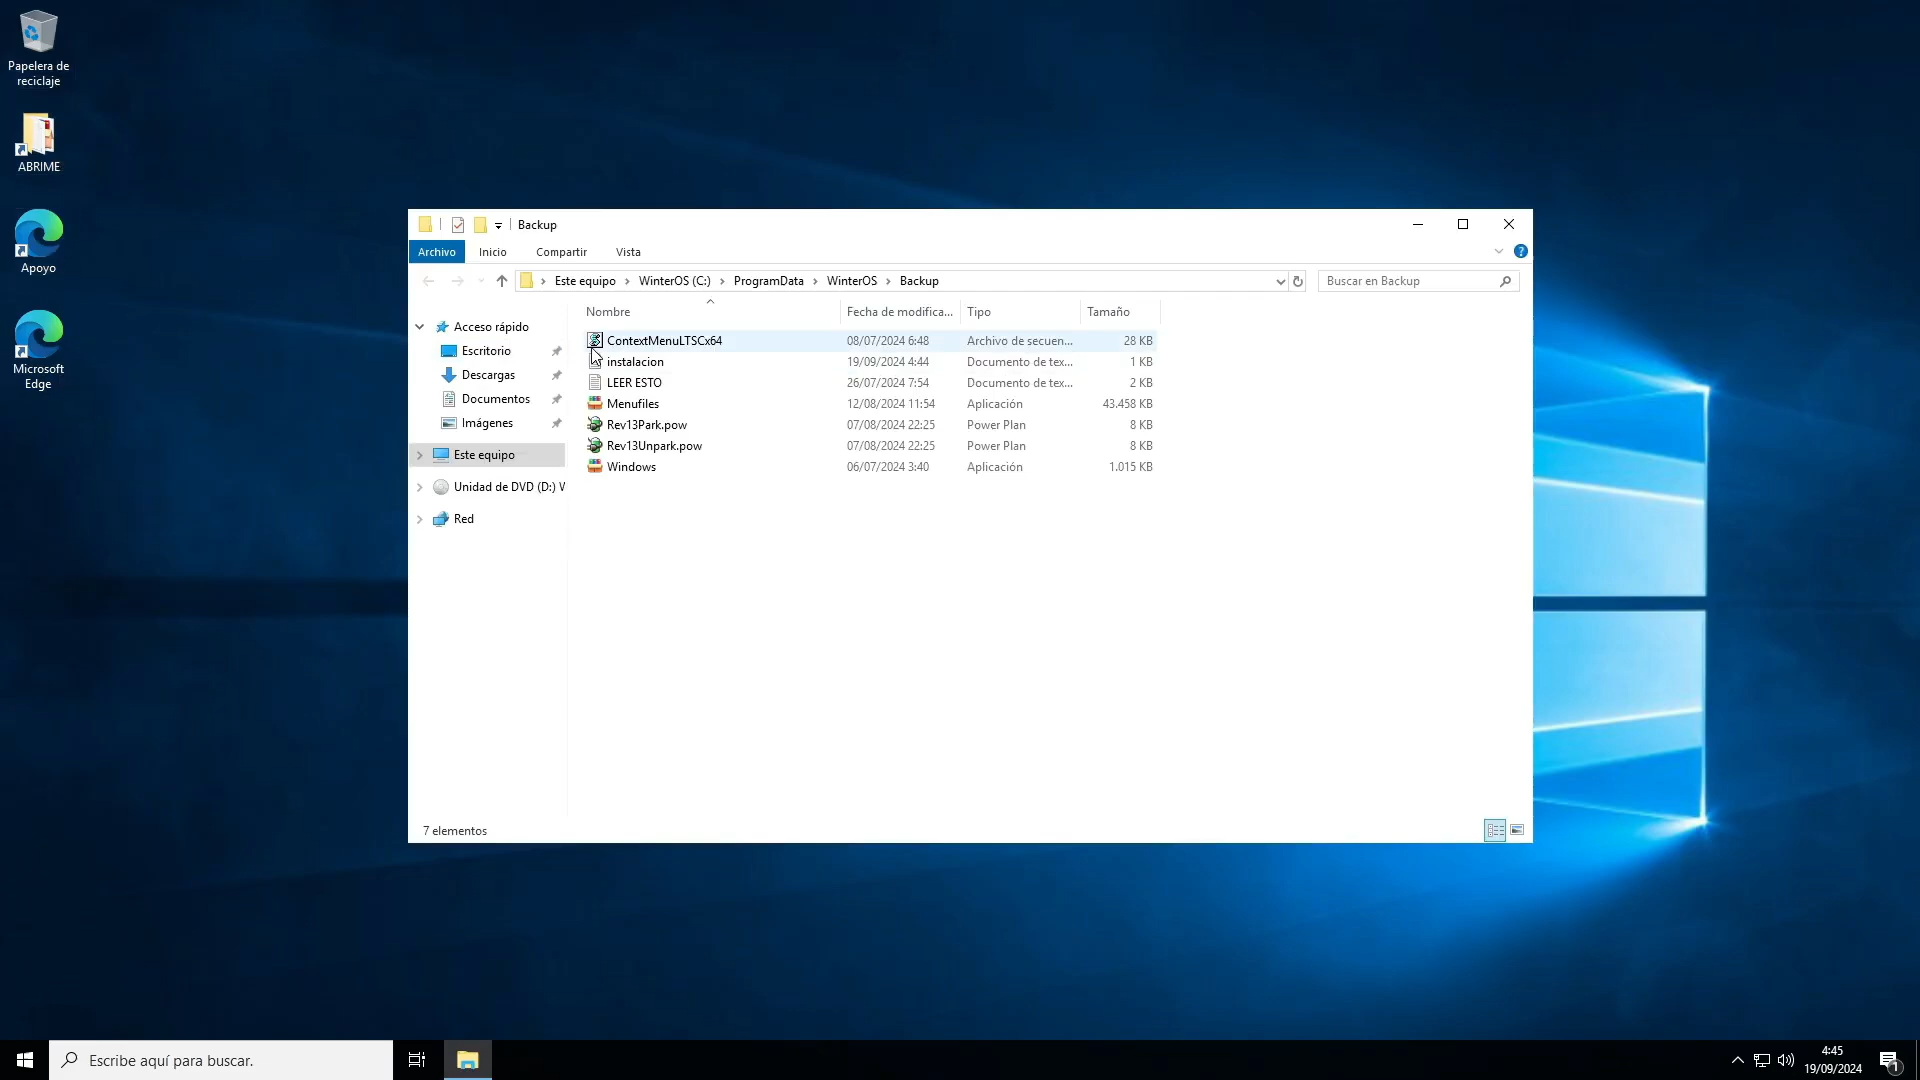 Papelera de
reciclaje
ABRIME
Apoyo
Microsoft
Edge
Backup
Archivo Inicio Compartir Vista
Este equipo WinterOS (C:) ProgramData WinterOS Backup
Buscar en Backup
Acceso rápido
Escritorio
Descargas
Documentos
Imágenes
Este equipo
Unidad de DVD (D:) V
Red
Nombre Fecha de modifica... Tipo Tamaño
ContextMenuLTSCx64 08/07/2024 6:48 Archivo de secuen... 28 KB
instalacion 19/09/2024 4:44 Documento de tex... 1 KB
LEER ESTO 26/07/2024 7:54 Documento de tex... 2 KB
Menufiles 12/08/2024 11:54 Aplicación 43.458 KB
Rev13Park.pow 07/08/2024 22:25 Power Plan 8 KB
Rev13Unpark.pow 07/08/2024 22:25 Power Plan 8 KB
Windows 06/07/2024 3:40 Aplicación 1.015 KB
7 elementos
Escribe aquí para buscar.
4:45
19/09/2024
1